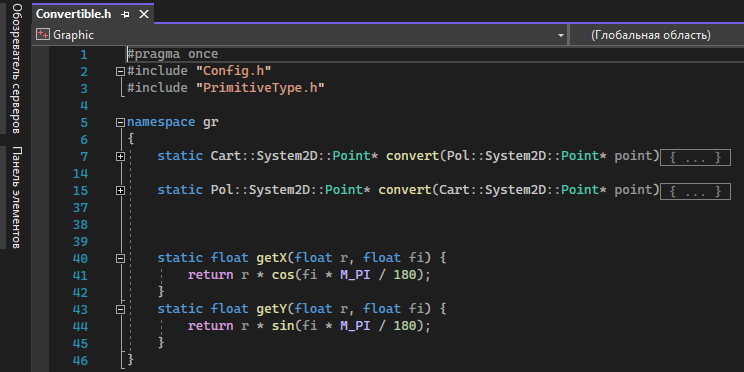 Обозреватель серверов
Панель элементов
Convertible.h
Graphic
(Глобальная область)
1 #pragma once
2 #include "Config.h"
3 #include "PrimitiveType.h"
4
5 namespace gr
6 {
7 static Cart::System2D::Point* convert(Pol::System2D::Point* point){ ... }
14
15 static Pol::System2D::Point* convert(Cart::System2D::Point* point){ ... }
37
38
39
40 static float getX(float r, float fi) {
41 return r * cos(fi * M_PI / 180);
42 }
43 static float getY(float r, float fi) {
44 return r * sin(fi * M_PI / 180);
45 }
46 }